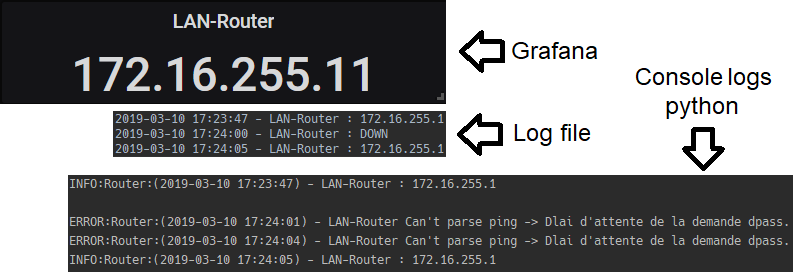 LAN-Router
172.16.255.11
Grafana
Console logs
python
2019-03-10 17:23:47 - LAN-Router : 172.16.255.1
2019-03-10 17:24:00 - LAN-Router : DOWN
2019-03-10 17:24:05 - LAN-Router : 172.16.255.1
Log file
INFO:Router:(2019-03-10 17:23:47) - LAN-Router : 172.16.255.1
ERROR:Router:(2019-03-10 17:24:01) - LAN-Router Can't parse ping -> Dlai d'attente de la demande dpass.
ERROR:Router:(2019-03-10 17:24:04) - LAN-Router Can't parse ping -> Dlai d'attente de la demande dpass.
INFO:Router:(2019-03-10 17:24:05) - LAN-Router : 172.16.255.1